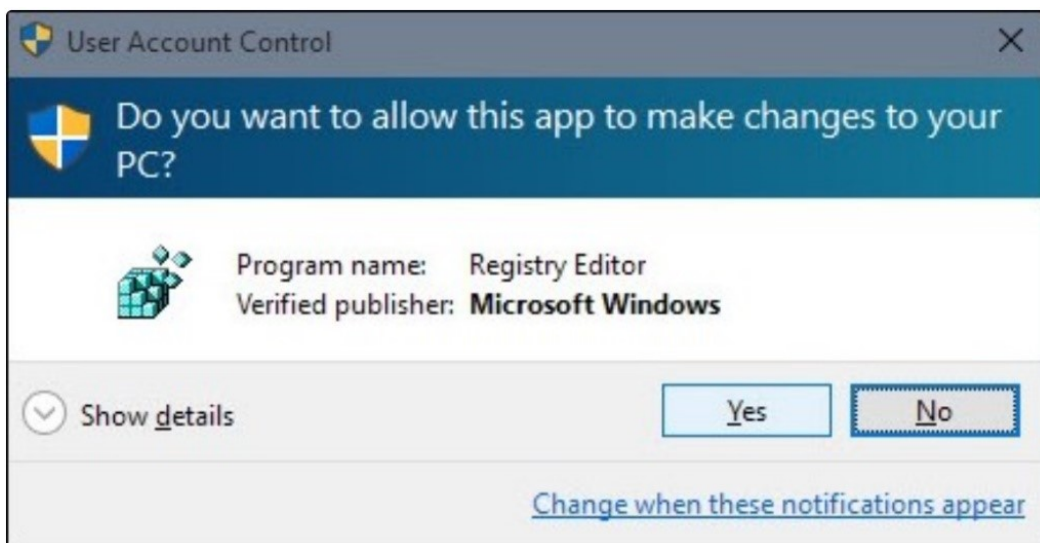 User Account Control
Do you want to allow this app to make changes to your
PC?
Program name: Registry Editor
Verified publisher: Microsoft Windows
Show details
Yes
No
Change when these notifications appear